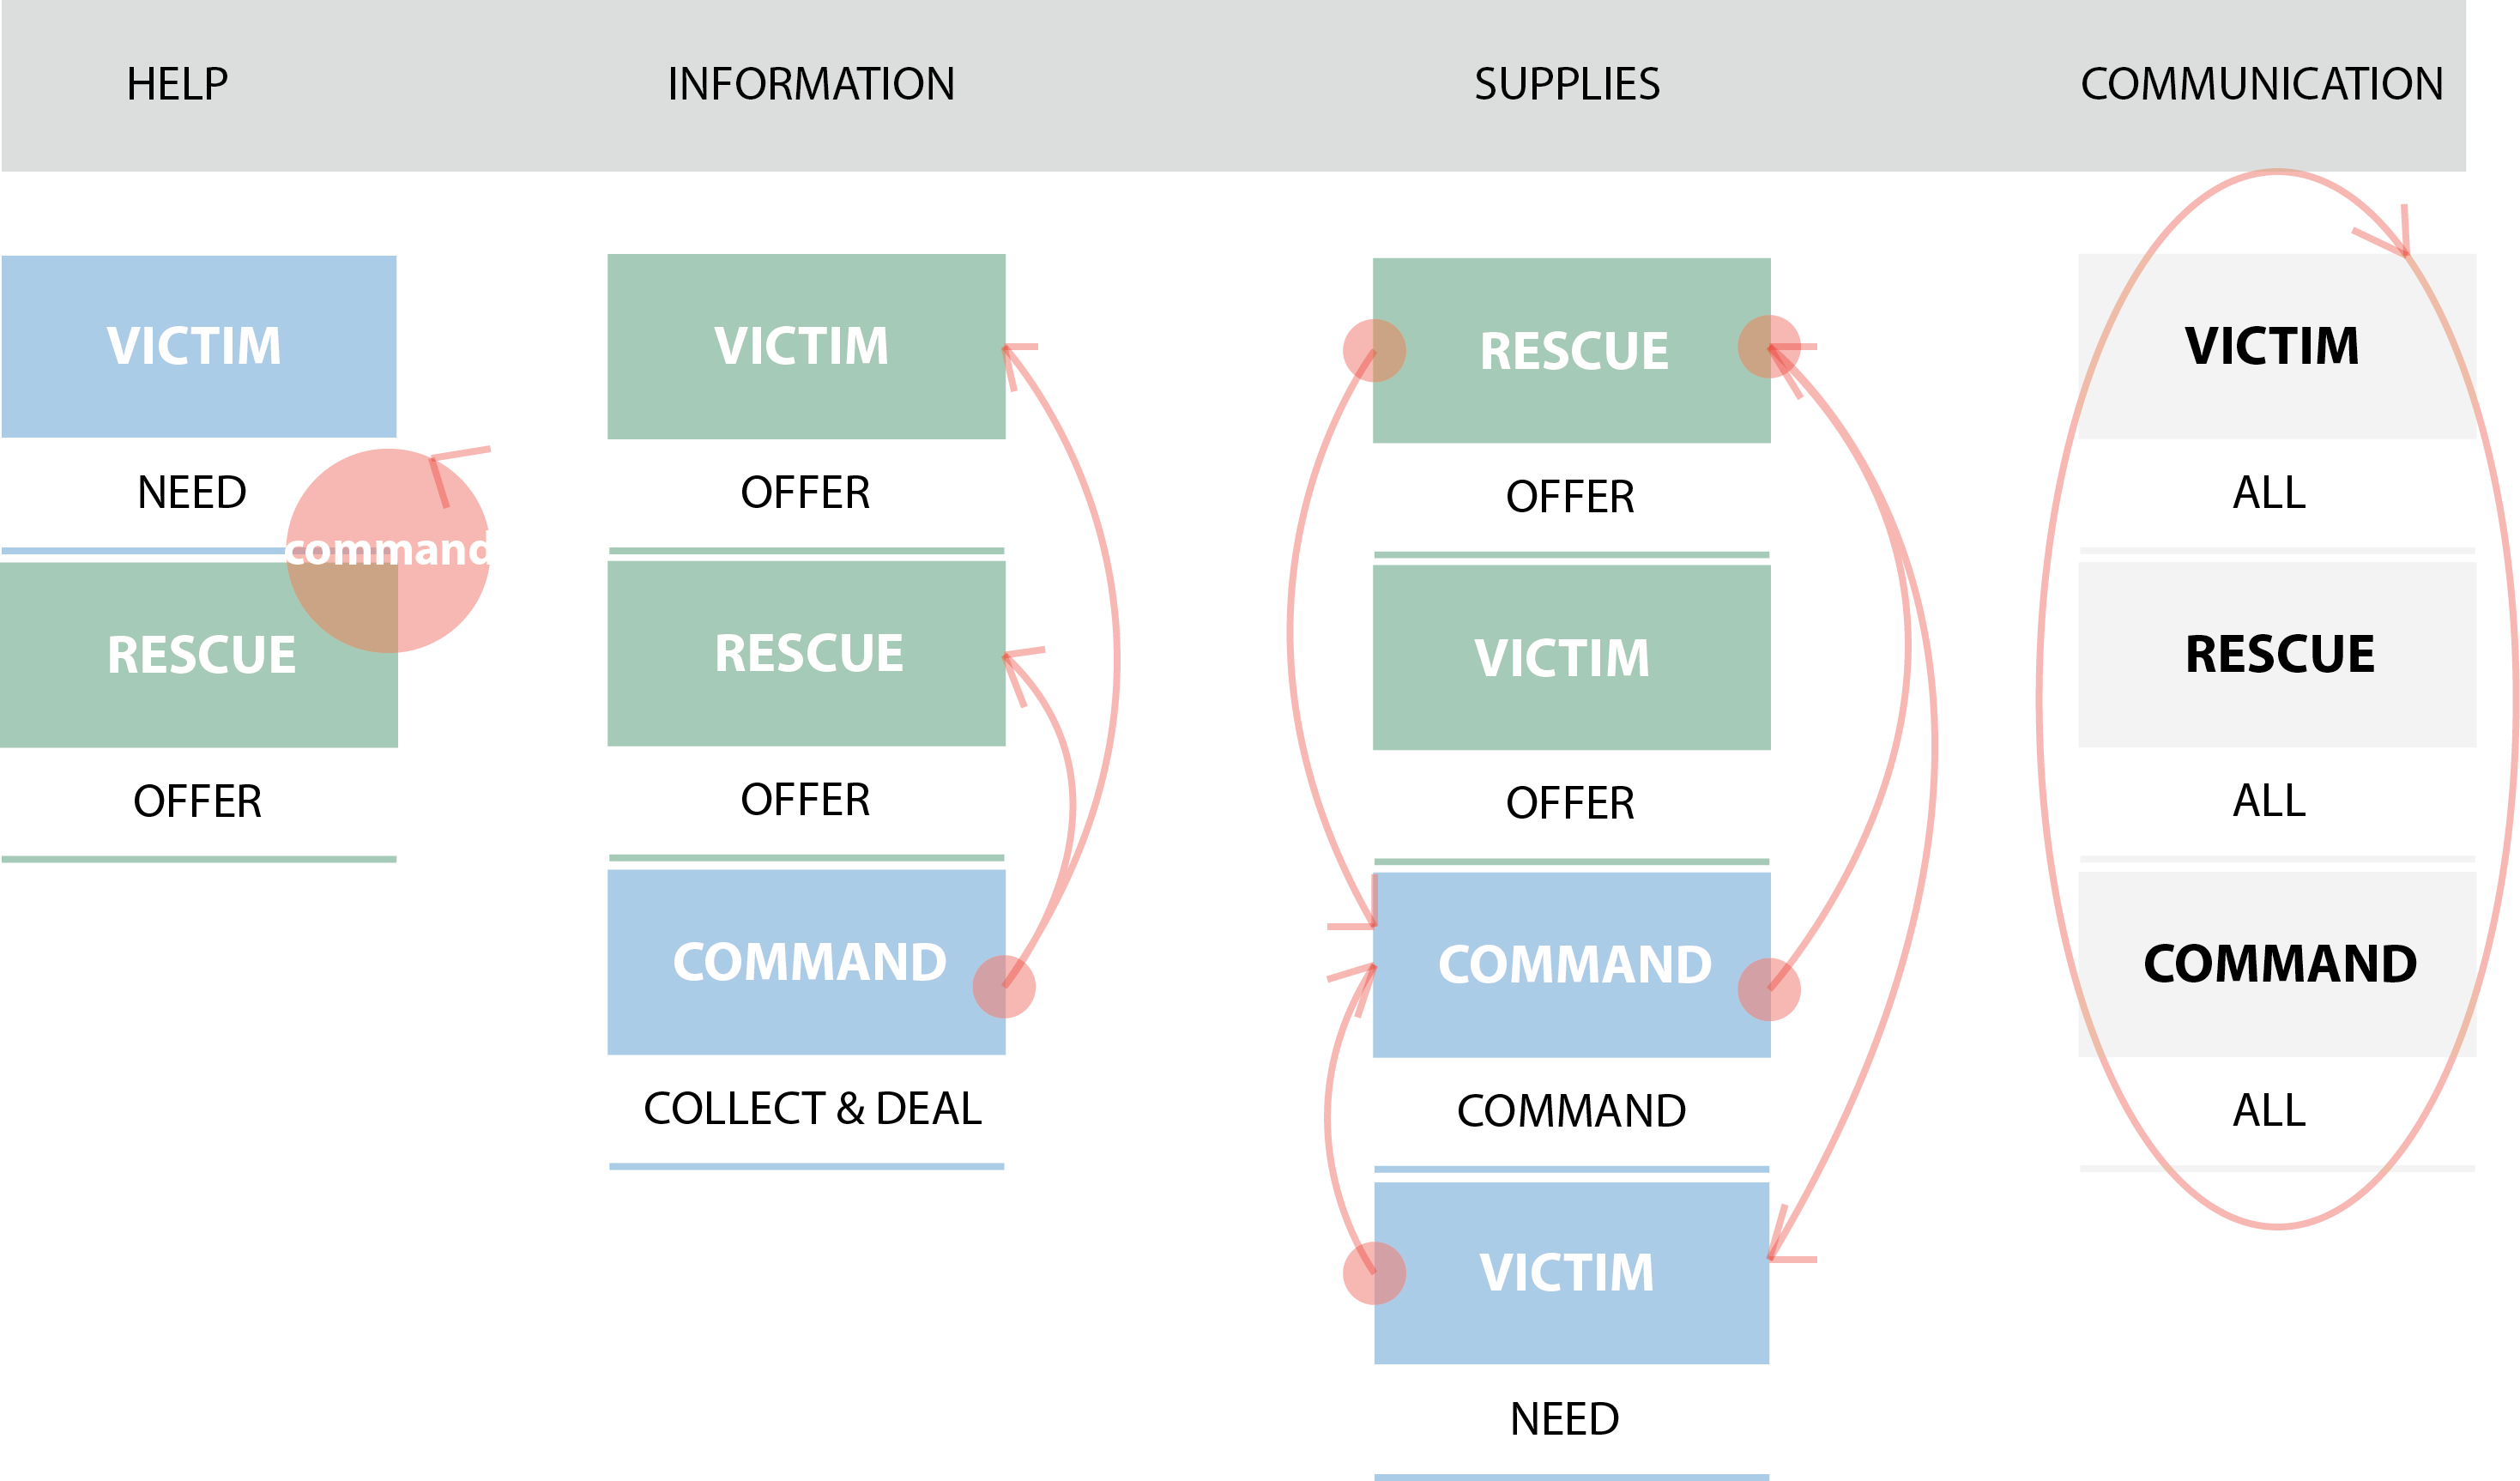 HELP
INFORMATION
SUPPLIES
COMMUNICATION
VICTIM
NEED
command
RESCUE
OFFER
VICTIM
OFFER
RESCUE
OFFER
COMMAND
COLLECT & DEAL
RESCUE
OFFER
VICTIM
OFFER
COMMAND
COMMAND
VICTIM
NEED
VICTIM
ALL
RESCUE
ALL
COMMAND
ALL